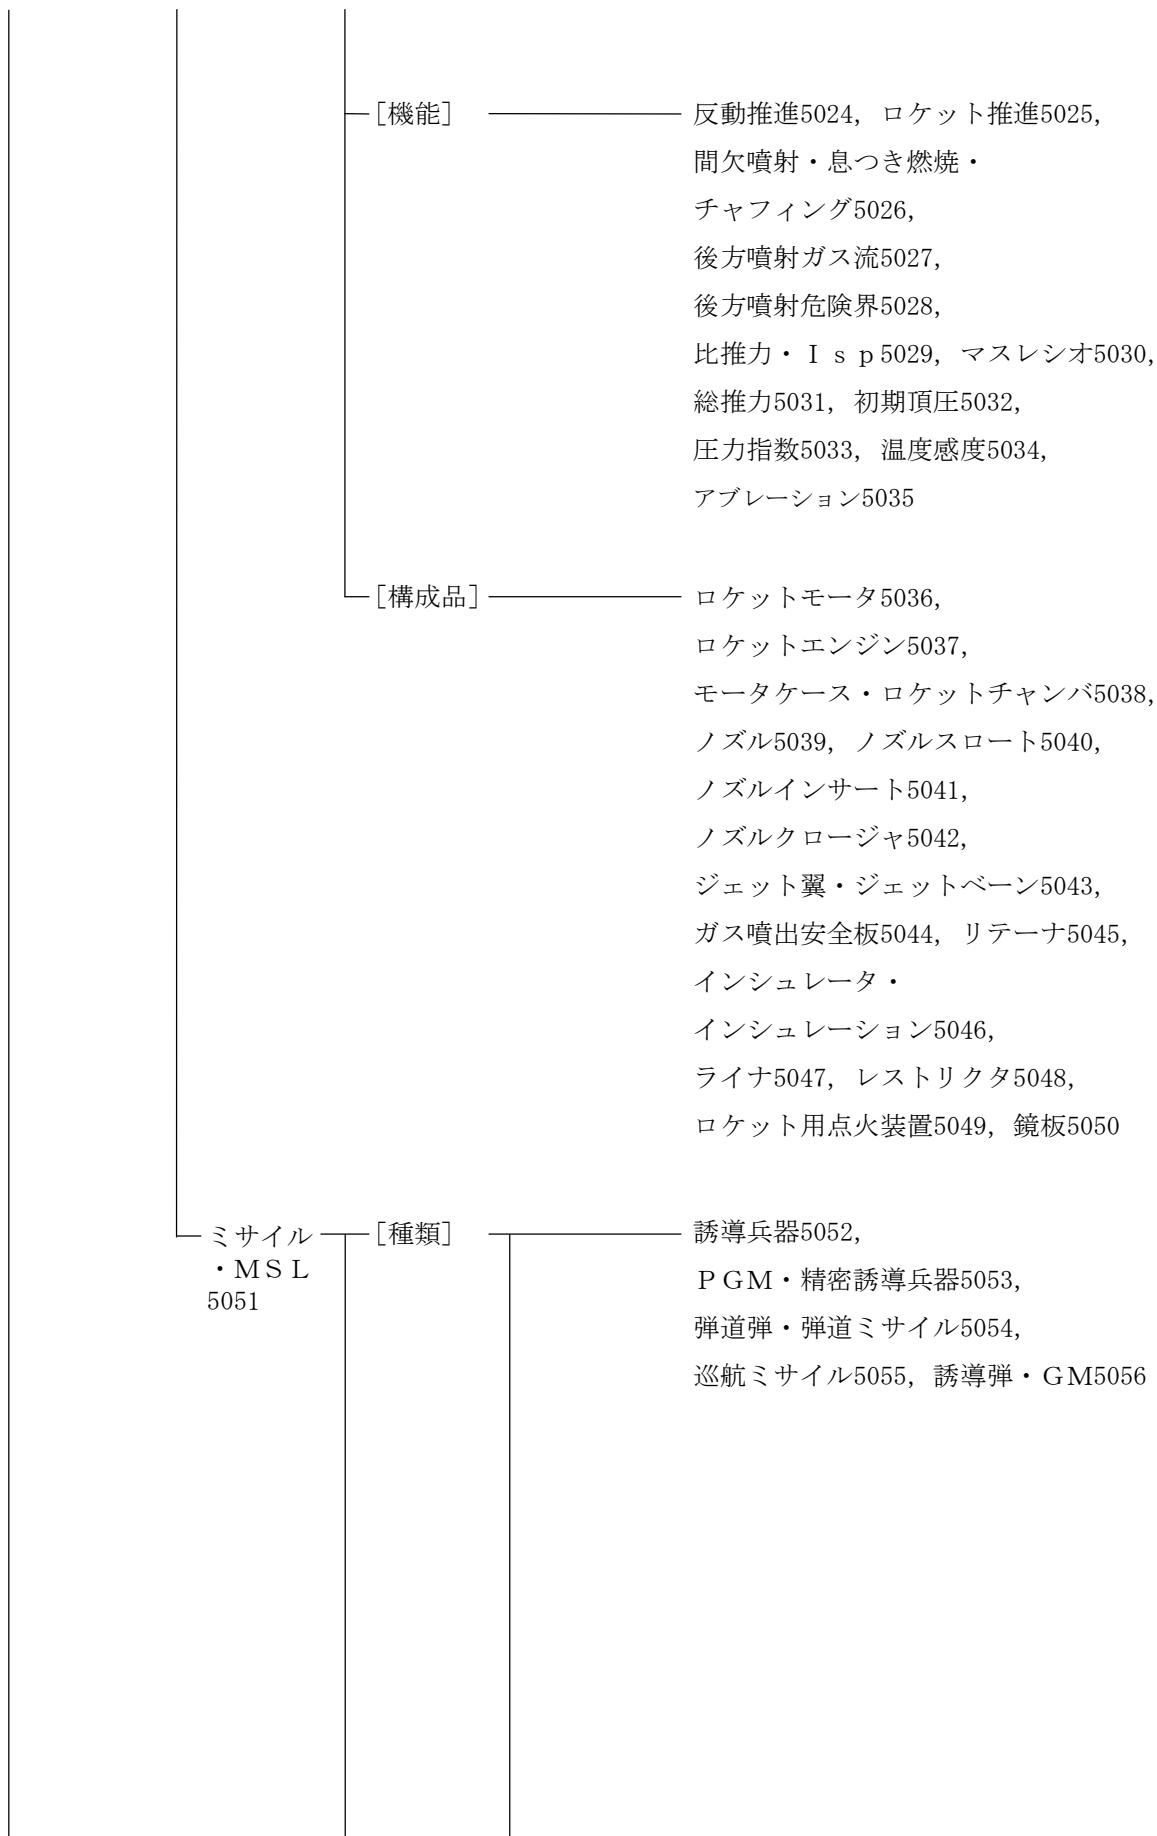 ［機能］
反動推進5024，ロケット推進5025，
間欠噴射・息つき燃焼・
チャフィング5026，
後方噴射ガス流5027，
後方噴射危険界5028，
比推力・Ｉｓｐ5029，マスレシオ5030，
総推力5031，初期頂圧5032，
圧力指数5033，温度感度5034，
アブレーション5035
［構成品］
ロケットモータ5036，
ロケットエンジン5037，
モータケース・ロケットチャンバ5038，
ノズル5039，ノズルスロート5040，
ノズルインサート5041，
ノズルクロージャ5042，
ジェット翼・ジェットベーン5043，
ガス噴出安全板5044，リテーナ5045，
インシュレータ・
インシュレーション5046，
ライナ5047，レストリクタ5048，
ロケット用点火装置5049，鏡板5050
ミサイル
・ＭＳＬ
5051
［種類］
誘導兵器5052，
ＰＧＭ・精密誘導兵器5053，
弾道弾・弾道ミサイル5054，
巡航ミサイル5055，誘導弾・ＧＭ5056